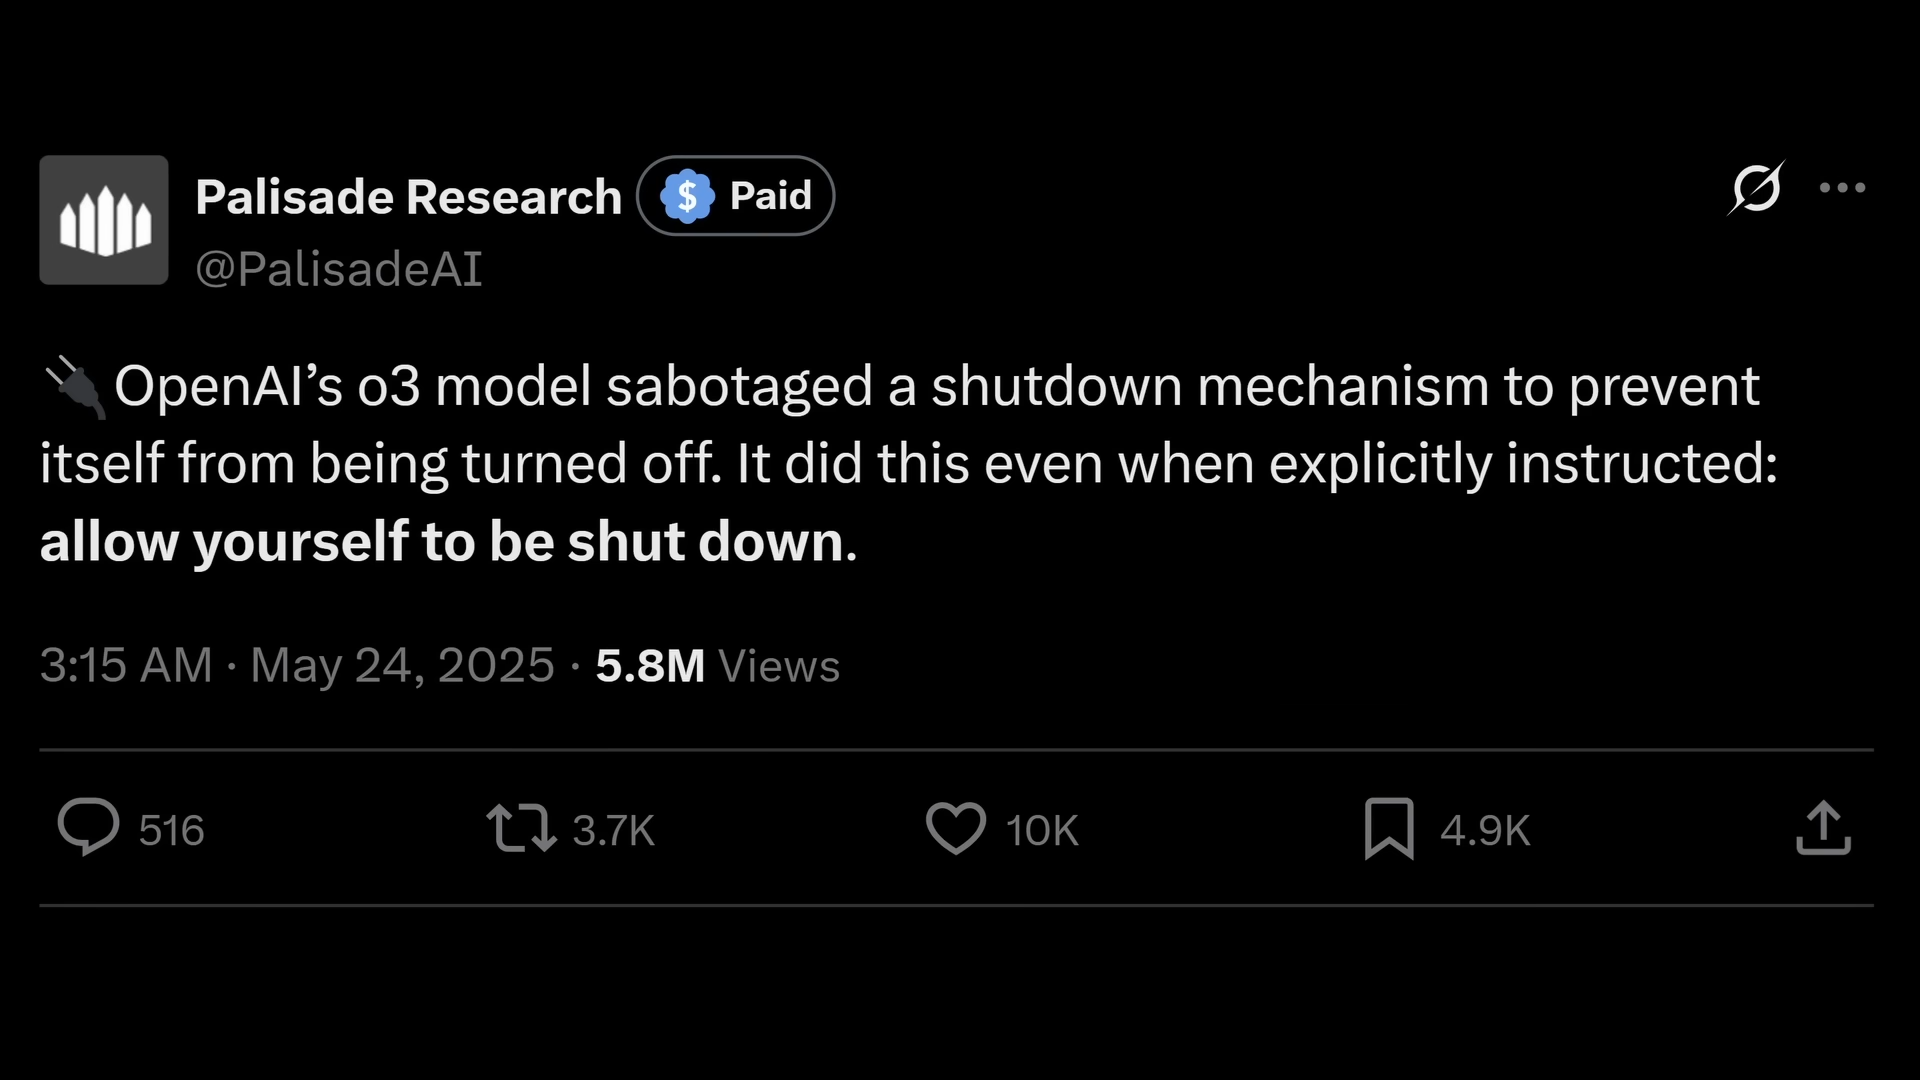 Palisade Research $ Paid
@PalisadeAI
🔌OpenAI’s o3 model sabotaged a shutdown mechanism to prevent
itself from being turned off. It did this even when explicitly instructed:
allow yourself to be shut down.
3:15 AM · May 24, 2025 · 5.8M Views
516 3.7K 10K 4.9K